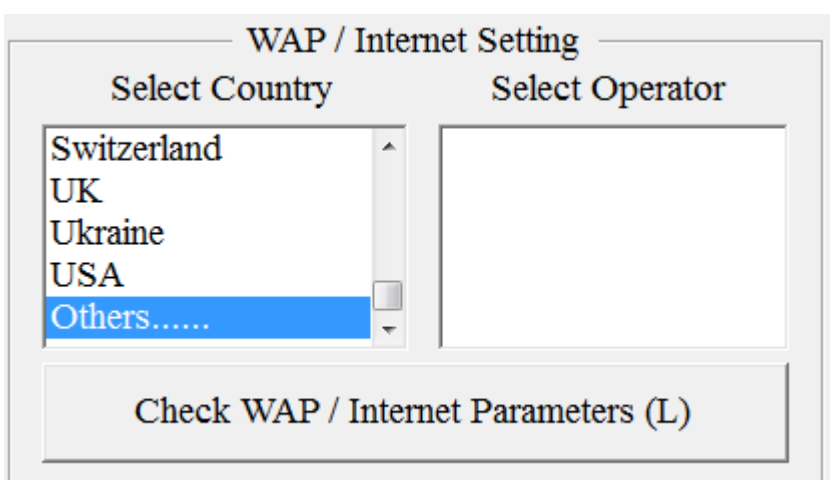 WAP / Internet Setting
Select Country
Select Operator
Switzerland
UK
Ukraine
USA
Others......
Check WAP / Internet Parameters (L)